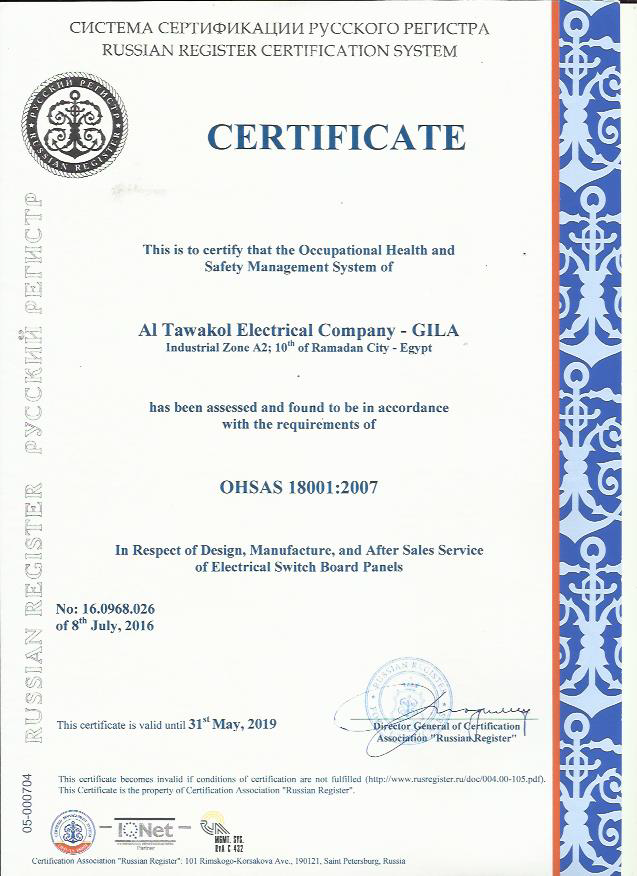 СИСТЕМА СЕРТИФИКАЦИИ РУССКОГО РЕГИСТРА
RUSSIAN REGISTER CERTIFICATION SYSTEM
РУССКИЙ РЕГИСТР
RUSSIAN REGISTER
CERTIFICATE
This is to certify that the Occupational Health and
Safety Management System of
Al Tawakol Electrical Company - GILA
Industrial Zone A2; 10th of Ramadan City - Egypt
has been assessed and found to be in accordance
with the requirements of
OHSAS 18001:2007
In Respect of Design, Manufacture, and After Sales Service
of Electrical Switch Board Panels
No: 16.0968.026
of 8th July, 2016
RUSSIAN REGISTER
This certificate is valid until 31st May, 2019
Director General of Certification
Association "Russian Register"
This certificate becomes invalid if conditions of certification are not fulfilled (http://www.rusregister.ru/doc/004.00-105.pdf).
This Certificate is the property of Certification Association "Russian Register".
IQNet
Partner
RvA
MGMT. SYS.
RvA C 432
Certification Association "Russian Register": 101 Rimskogo-Korsakova Ave., 190121, Saint Petersburg, Russia
RUSSIAN REGISTER РУССКИЙ РЕГИСТР
05-000704